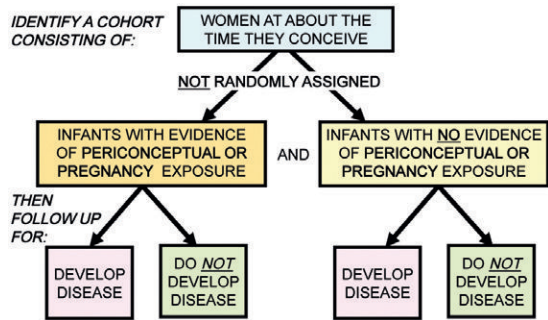 IDENTIFY A COHORT
CONSISTING OF:
WOMEN AT ABOUT THE
TIME THEY CONCEIVE
NOT RANDOMLY ASSIGNED
INFANTS WITH EVIDENCE
OF PERICONCEPTUAL OR
PREGNANCY EXPOSURE
AND
INFANTS WITH NO EVIDENCE
OF PERICONCEPTUAL OR
PREGNANCY EXPOSURE
THEN
FOLLOW UP
FOR:
DEVELOP
DISEASE
DO NOT
DEVELOP
DISEASE
DEVELOP
DISEASE
DO NOT
DEVELOP
DISEASE